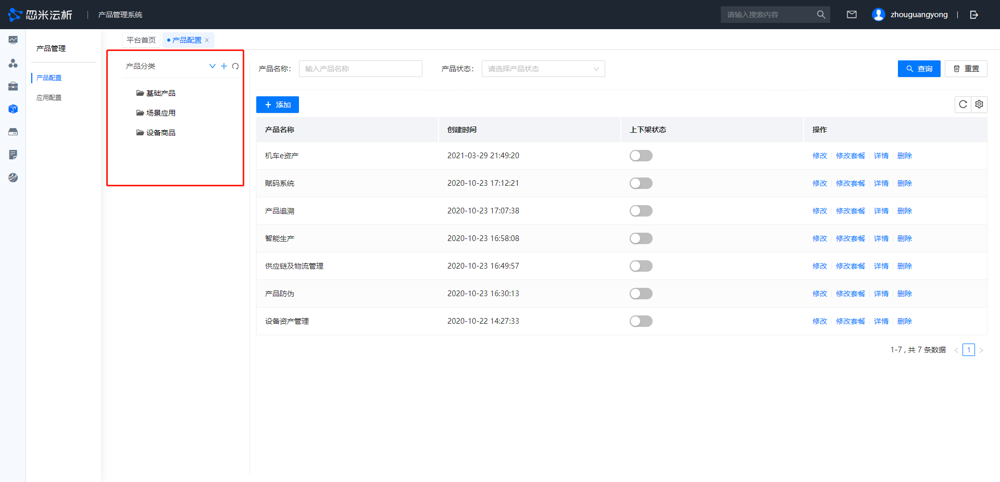 忽米沄析 | 产品管理系统 请输入搜索内容 zhouguangyong
产品管理
产品配置
应用配置
平台首页 产品配置
产品分类
基础产品
场景应用
设备商品
产品名称: 输入产品名称 产品状态: 请选择产品状态 查询 重置
添加
产品名称 创建时间 上下架状态 操作
机车e资产 2021-03-29 21:49:20 修改 修改套餐 详情 删除
赋码系统 2020-10-23 17:12:21 修改 修改套餐 详情 删除
产品追溯 2020-10-23 17:07:38 修改 修改套餐 详情 删除
智能生产 2020-10-23 16:58:08 修改 修改套餐 详情 删除
供应链及物流管理 2020-10-23 16:49:57 修改 修改套餐 详情 删除
产品防伪 2020-10-23 16:30:13 修改 修改套餐 详情 删除
设备资产管理 2020-10-22 14:27:33 修改 修改套餐 详情 删除
1-7 , 共 7 条数据 < 1 >